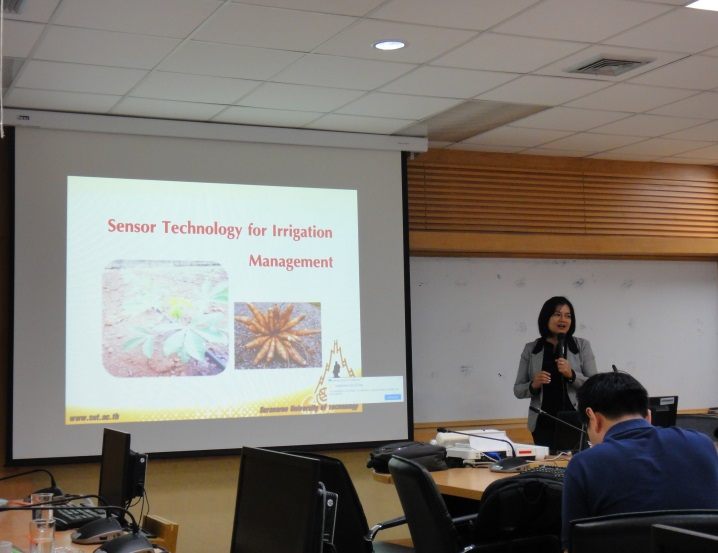 Sensor Technology for Irrigation
Management
www.sut.ac.th
Suranaree University of Technology